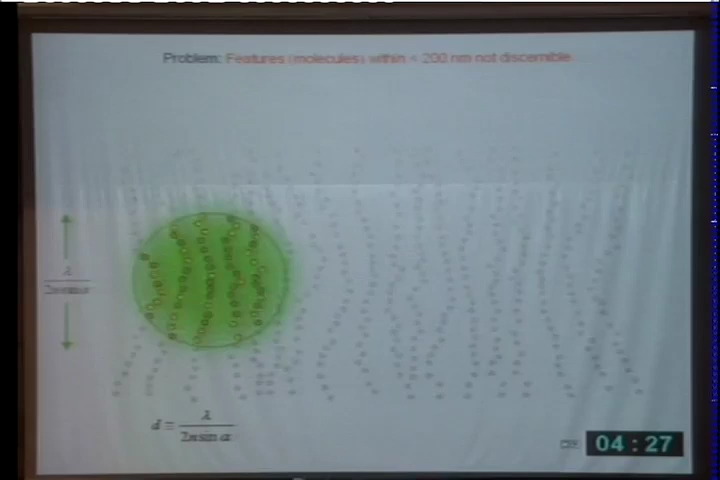 Problem: Features (molecules) within < 200 nm not discernible
λ
2n sin α
d = λ
2n sin α
04:27